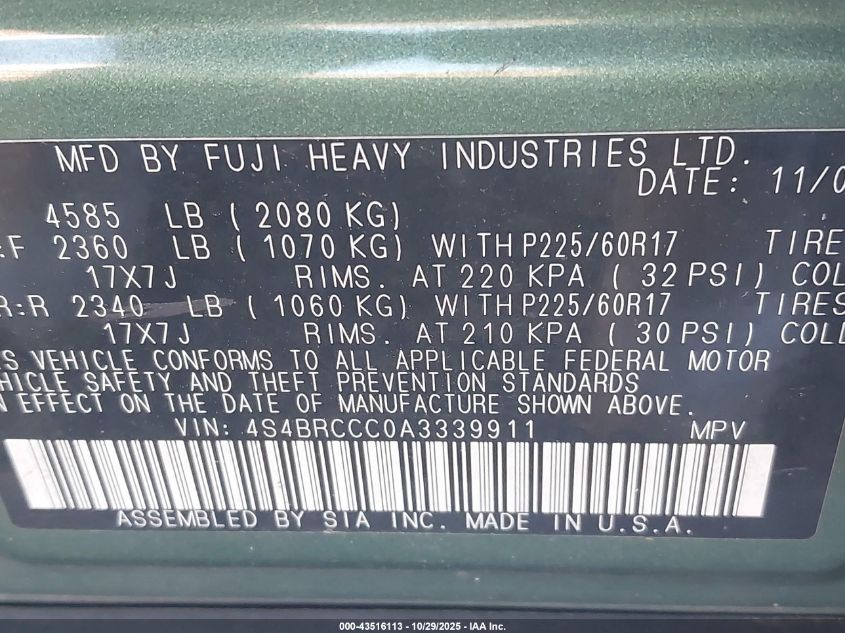 MFD BY FUJI HEAVY INDUSTRIES LTD.
DATE: 11/0
4585 LB ( 2080 KG)
:F 2360 LB ( 1070 KG) WITH P225/60R17 TIRE
17X7J RIMS. AT 220 KPA ( 32 PSI) COL
R:R 2340 LB ( 1060 KG) WITH P225/60R17 TIRES
17X7J RIMS. AT 210 KPA ( 30 PSI) COLD
S VEHICLE CONFORMS TO ALL APPLICABLE FEDERAL MOTOR
HICLE SAFETY AND THEFT PREVENTION STANDARDS
N EFFECT ON THE DATE OF MANUFACTURE SHOWN ABOVE.
VIN: 4S4BRCCC0A3339911 MPV
ASSEMBLED BY SIA INC. MADE IN U.S.A.
000-43516113 - 10/29/2025 - IAA Inc.